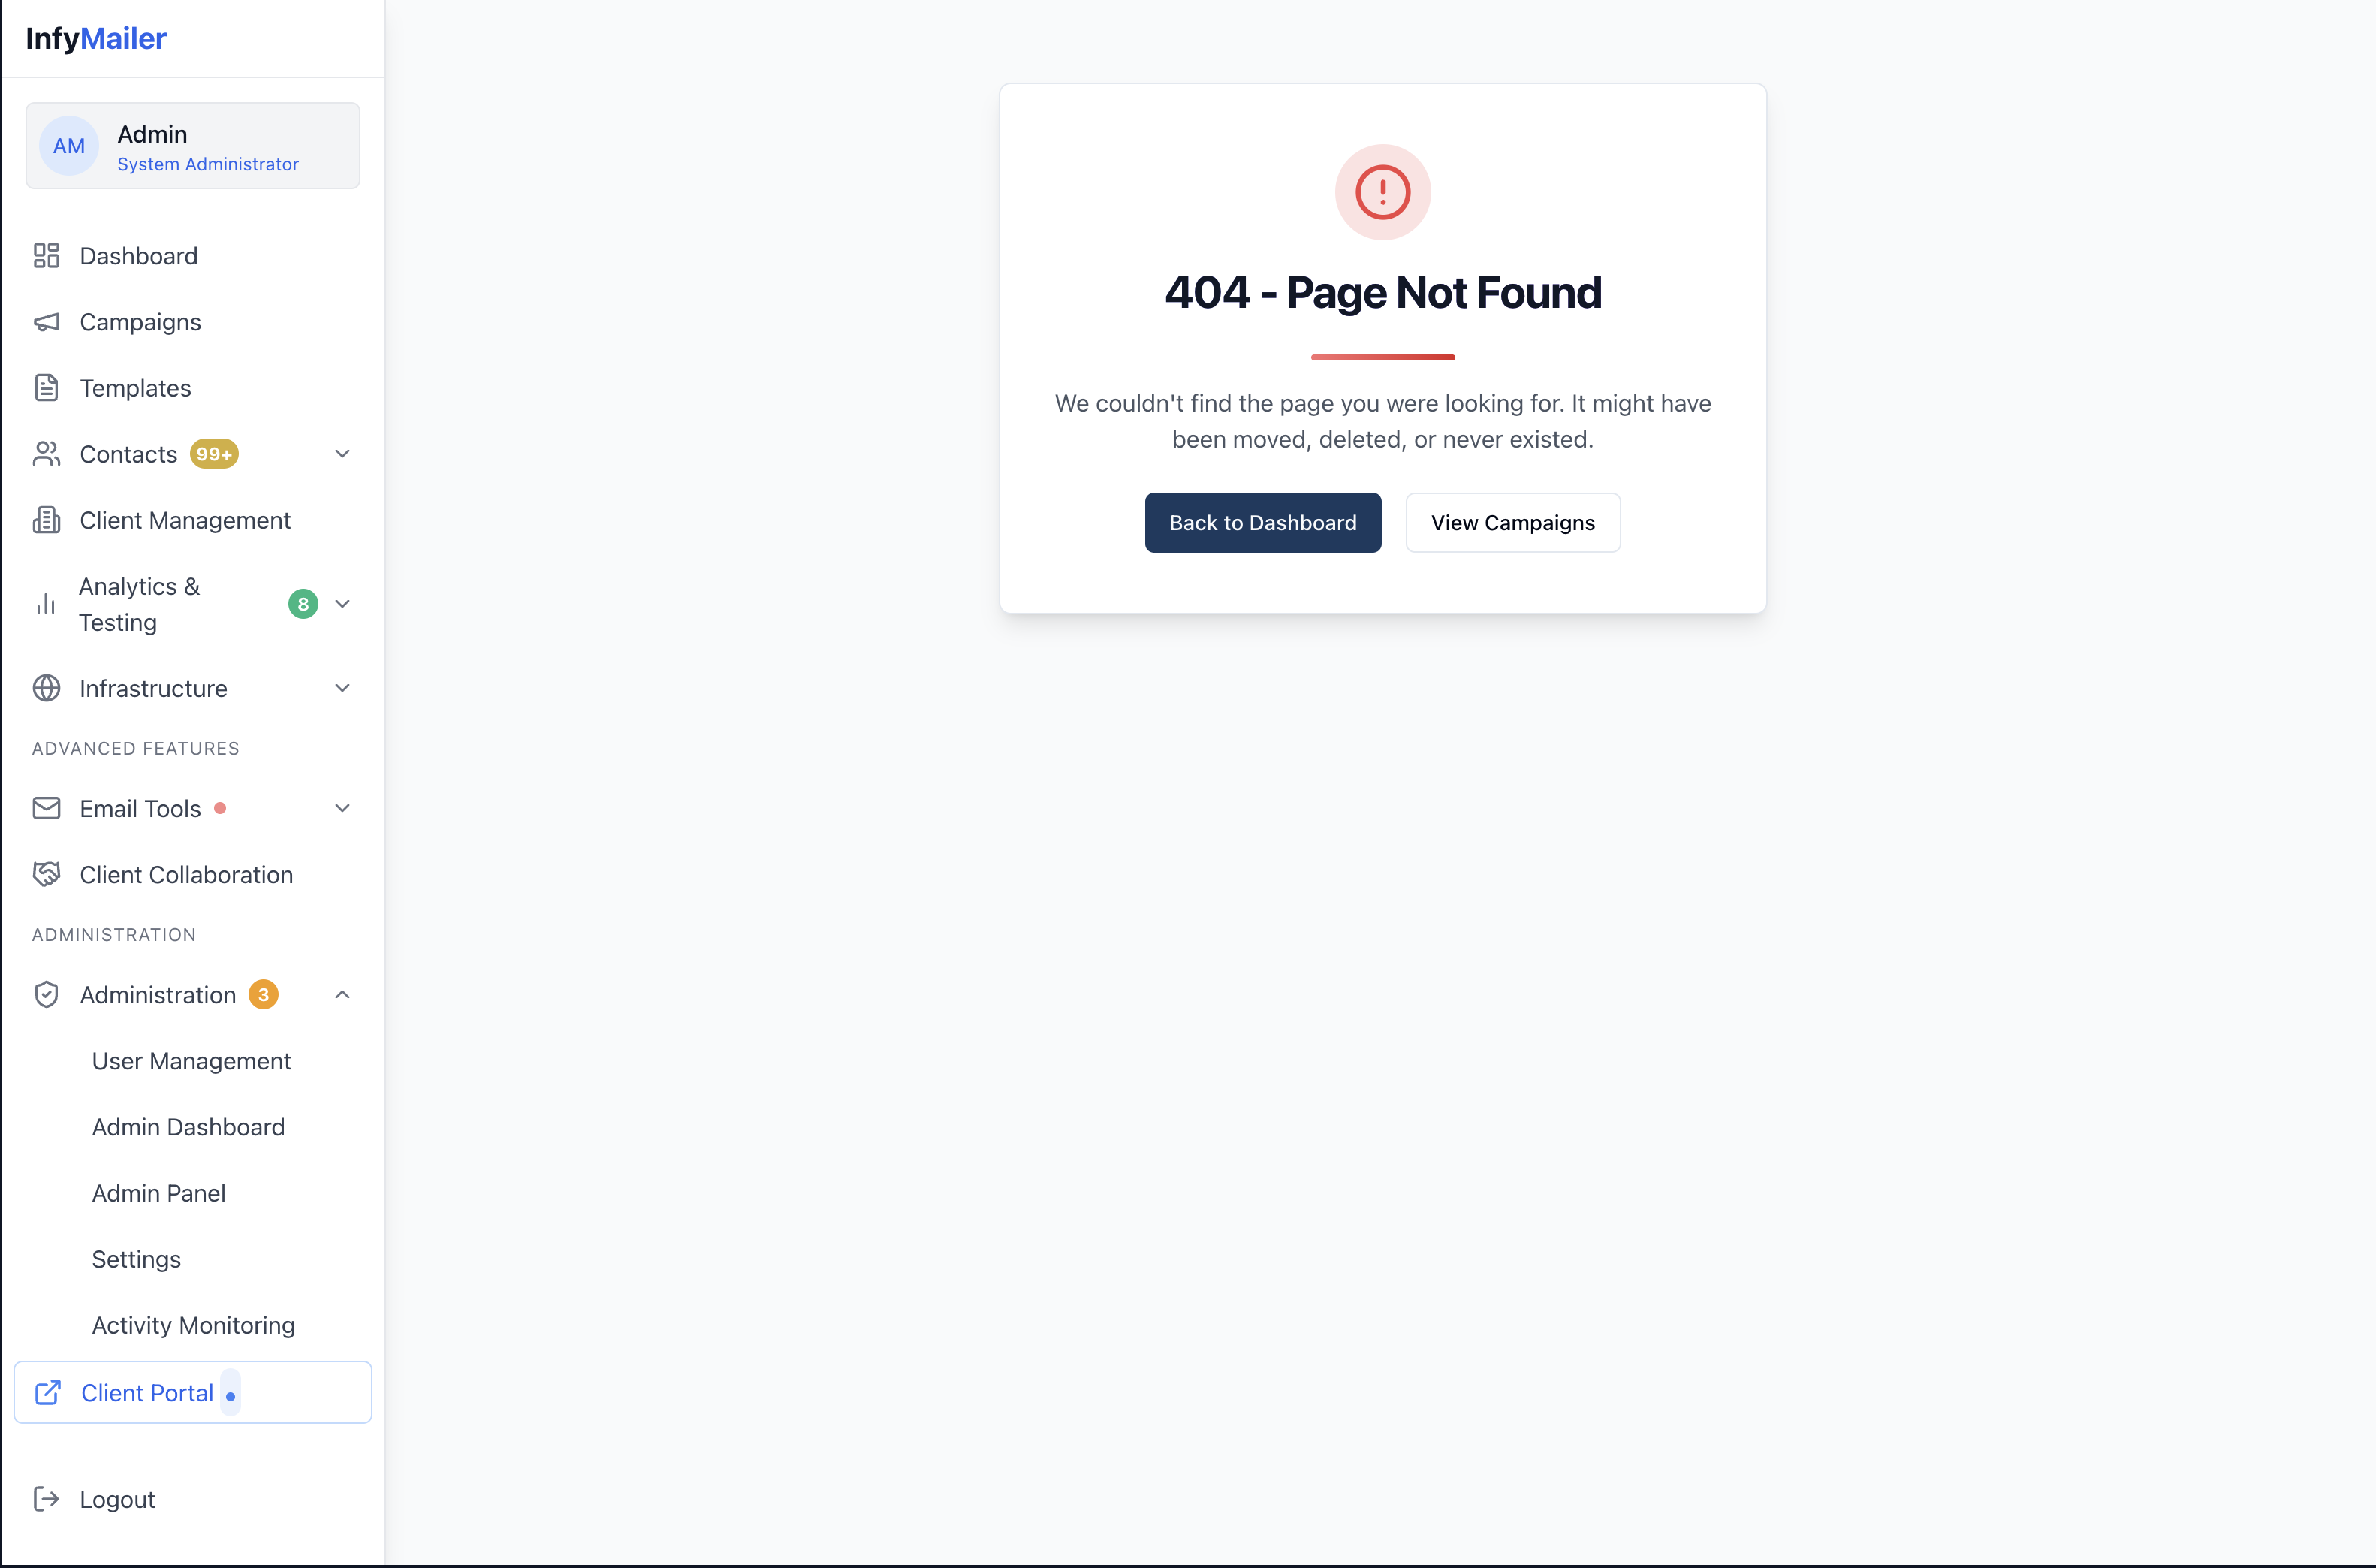 InfyMailer
AM
Admin
System Administrator
Dashboard
Campaigns
Templates
Contacts 99+
Client Management
Analytics &
Testing
8
Infrastructure
ADVANCED FEATURES
Email Tools
Client Collaboration
ADMINISTRATION
Administration 3
User Management
Admin Dashboard
Admin Panel
Settings
Activity Monitoring
Client Portal
Logout
404 - Page Not Found
We couldn't find the page you were looking for. It might have
been moved, deleted, or never existed.
Back to Dashboard
View Campaigns